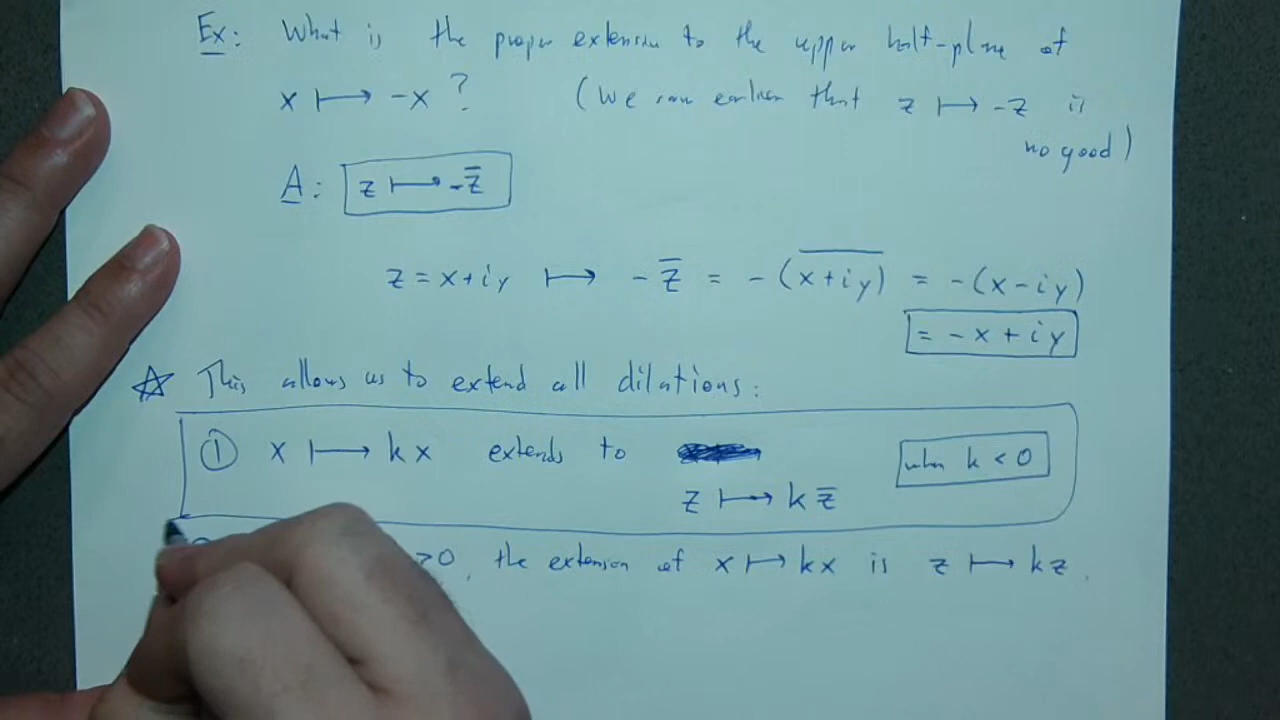 Ex: What is the proper extension to the upper half-plane of
x ↦ -x ? (We saw earlier that z ↦ -z is
no good)
A: z ↦ -z̅
z = x+iy ↦ -z̅ = -(x+iy)̅ = -(x-iy)
= -x + iy
☆ This allows us to extend all dilations:
① x ↦ kx extends to when k < 0
z ↦ kz̅
>0, the extension of x ↦ kx is z ↦ kz.